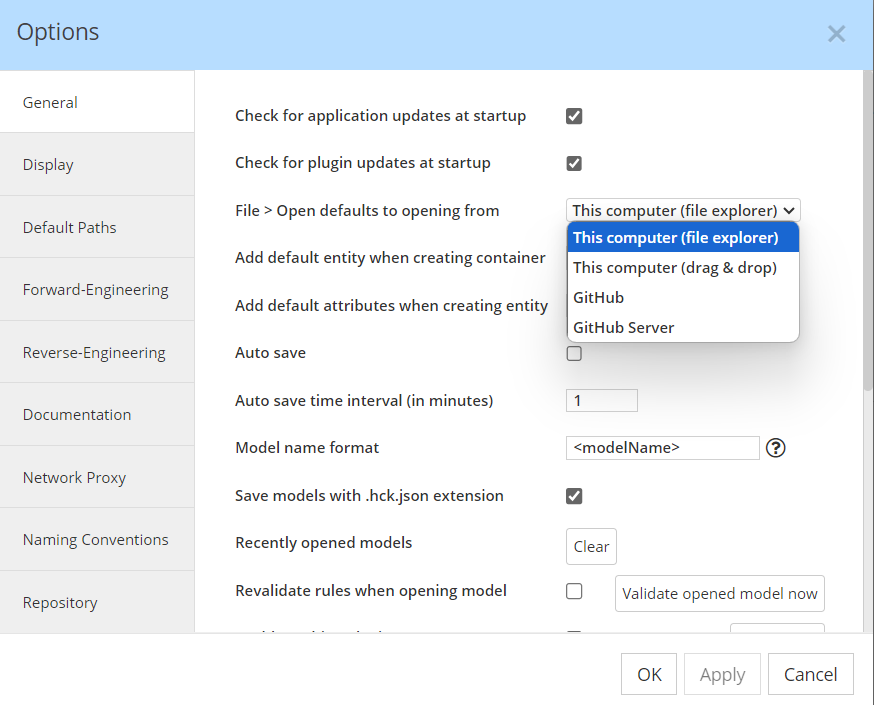 Options
General
Display
Default Paths
Forward-Engineering
Reverse-Engineering
Documentation
Network Proxy
Naming Conventions
Repository
Check for application updates at startup
Check for plugin updates at startup
File > Open defaults to opening from
This computer (file explorer)
This computer (file explorer)
This computer (drag & drop)
GitHub
GitHub Server
Add default entity when creating container
Add default attributes when creating entity
Auto save
Auto save time interval (in minutes)
1
Model name format
<modelName>
?
Save models with .hck.json extension
Recently opened models
Clear
Revalidate rules when opening model
Validate opened model now
OK
Apply
Cancel